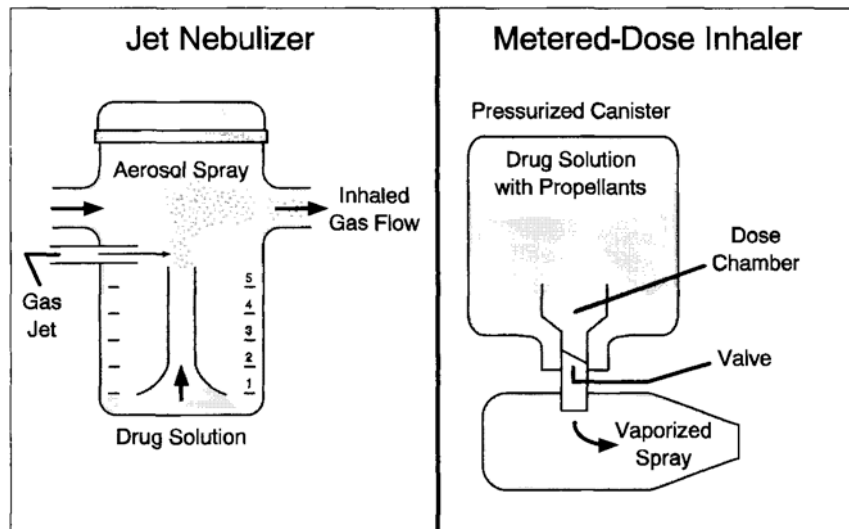 Jet Nebulizer
Aerosol Spray
Inhaled
Gas Flow
Gas
Jet
5
4
3
2
1
Drug Solution
Metered-Dose Inhaler
Pressurized Canister
Drug Solution
with Propellants
Dose
Chamber
Valve
Vaporized
Spray